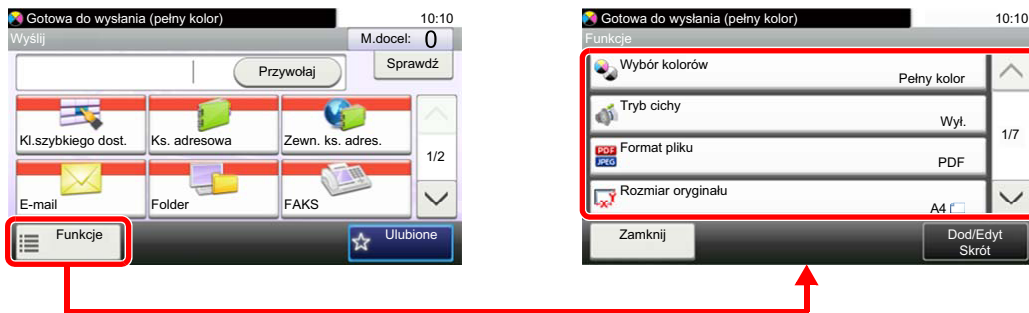 Gotowa do wysłania (pełny kolor) 10:10
Wyślij M.docel: 0
Przywołaj Sprawdź
Kl.szybkiego dost. Ks. adresowa Zewn. ks. adres.
1/2
E-mail Folder FAKS
Funkcje Ulubione
Gotowa do wysłania (pełny kolor) 10:10
Funkcje
Wybór kolorów
Pełny kolor
Tryb cichy
Wył.
1/7
PDF
JPEG
Format pliku
PDF
Rozmiar oryginału
X Y
A4
Zamknij Dod/Edyt
Skrót